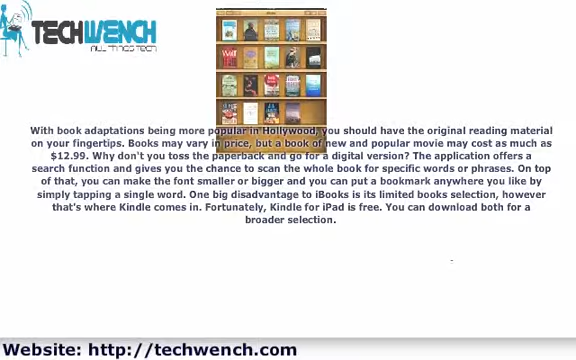 TECHWENCH
ALL THINGS TECH
With book adaptations being more popular in Hollywood, you should have the original reading material
on your fingertips. Books may vary in price, but a book of new and popular movie may cost as much as
$12.99. Why don't you toss the paperback and go for a digital version? The application offers a
search function and gives you the chance to scan the whole book for specific words or phrases. On top
of that, you can make the font smaller or bigger and you can put a bookmark anywhere you like by
simply tapping a single word. One big disadvantage to iBooks is its limited books selection, however
that's where Kindle comes in. Fortunately, Kindle for iPad is free. You can download both for a
broader selection.
Website: http://techwench.com